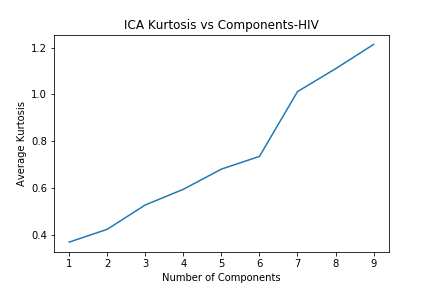 ICA Kurtosis vs Components-HIV
1.2
1.0
0.8
0.6
0.4
Average Kurtosis
1 2 3 4 5 6 7 8 9
Number of Components